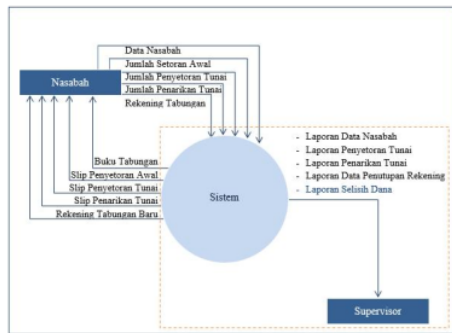 Data Nasabah
Jumlah Setoran Awal
Nasabah
Jumlah Penyetoran Tunai
Jumlah Penarikan Tunai
Rekening Tabungan
- Laporan Data Nasabah
- Laporan Penyetoran Tunai
- Laporan Penarikan Tunai
- Laporan Data Penutupan Rekening
- Laporan Selisih Dana
Buku Tabungan
Slip Penyetoran Awal
Slip Penyetoran Tunai
Slip Penarikan Tunai
Rekening Tabungan Baru
Sistem
Supervisor